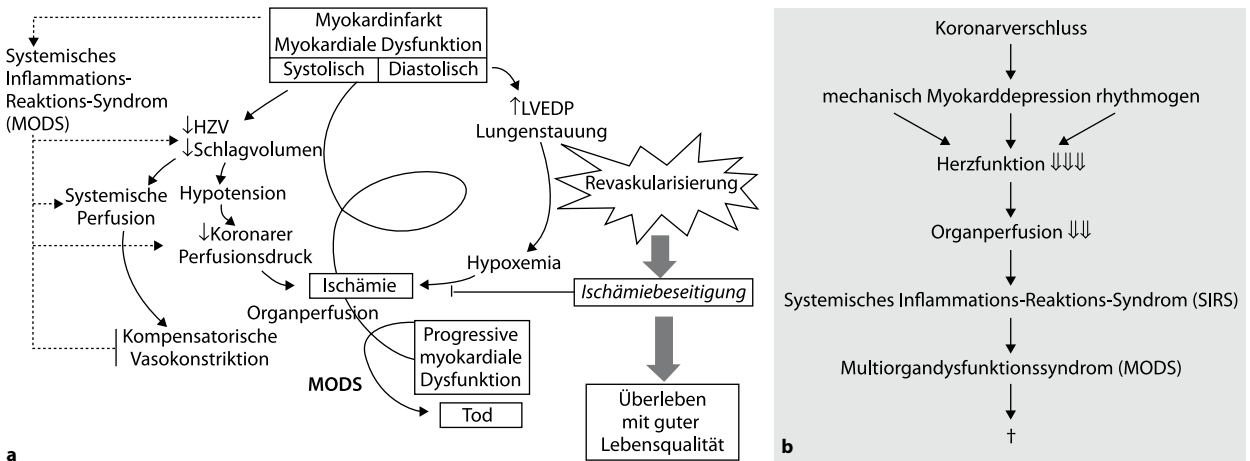 Myokardinfarkt
Myokardiale Dysfunktion
Systolisch
Diastolisch
Systemisches
Inflammations-
Reaktions-Syndrom
(MODS)
↓HZV
↓Schlagvolumen
↑LVEDP
Lungenstauung
Revaskularisierung
Systemische
Perfusion
Hypotension
↓Koronarer
Perfusionsdruck
Hypoxemia
Ischämie
Ischämiebeseitigung
Organperfusion
Kompensatorische
Vasokonstriktion
Progressive
myokardiale
Dysfunktion
MODS
Tod
Überleben
mit guter
Lebensqualität
a
Koronarverschluss
mechanisch Myokarddepression rhythmogen
Herzfunktion ⇓⇓⇓
Organperfusion ⇓⇓
Systemisches Inflammations-Reaktions-Syndrom (SIRS)
Multiorgandysfunktionssyndrom (MODS)
†
b